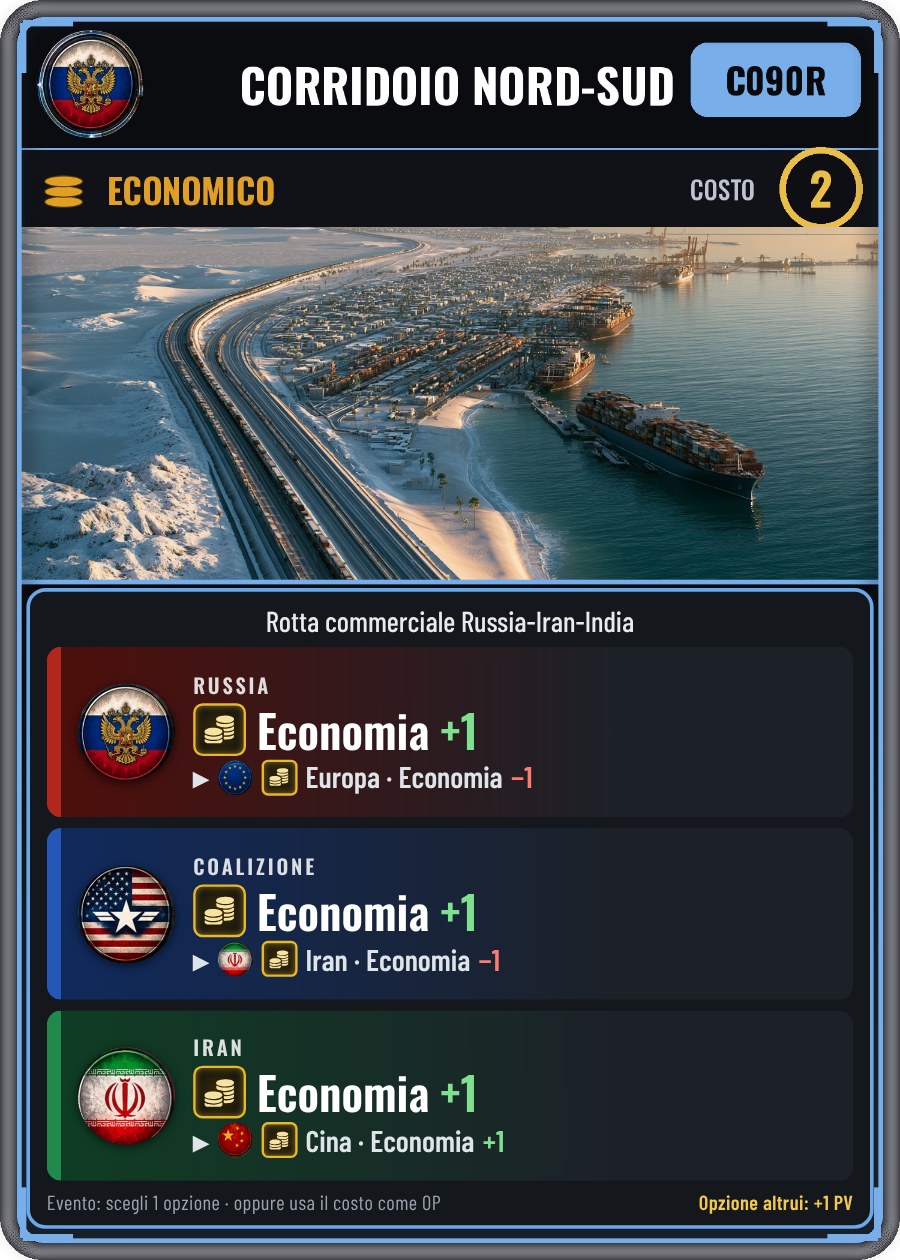 CORRIDOIO NORD-SUD
C090R
ECONOMICO
COSTO
2
Rotta commerciale Russia-Iran-India
RUSSIA
Economia +1
▶ Europa · Economia −1
COALIZIONE
Economia +1
▶ Iran · Economia −1
IRAN
Economia +1
▶ Cina · Economia +1
Evento: scegli 1 opzione · oppure usa il costo come OP
Opzione altrui: +1 PV